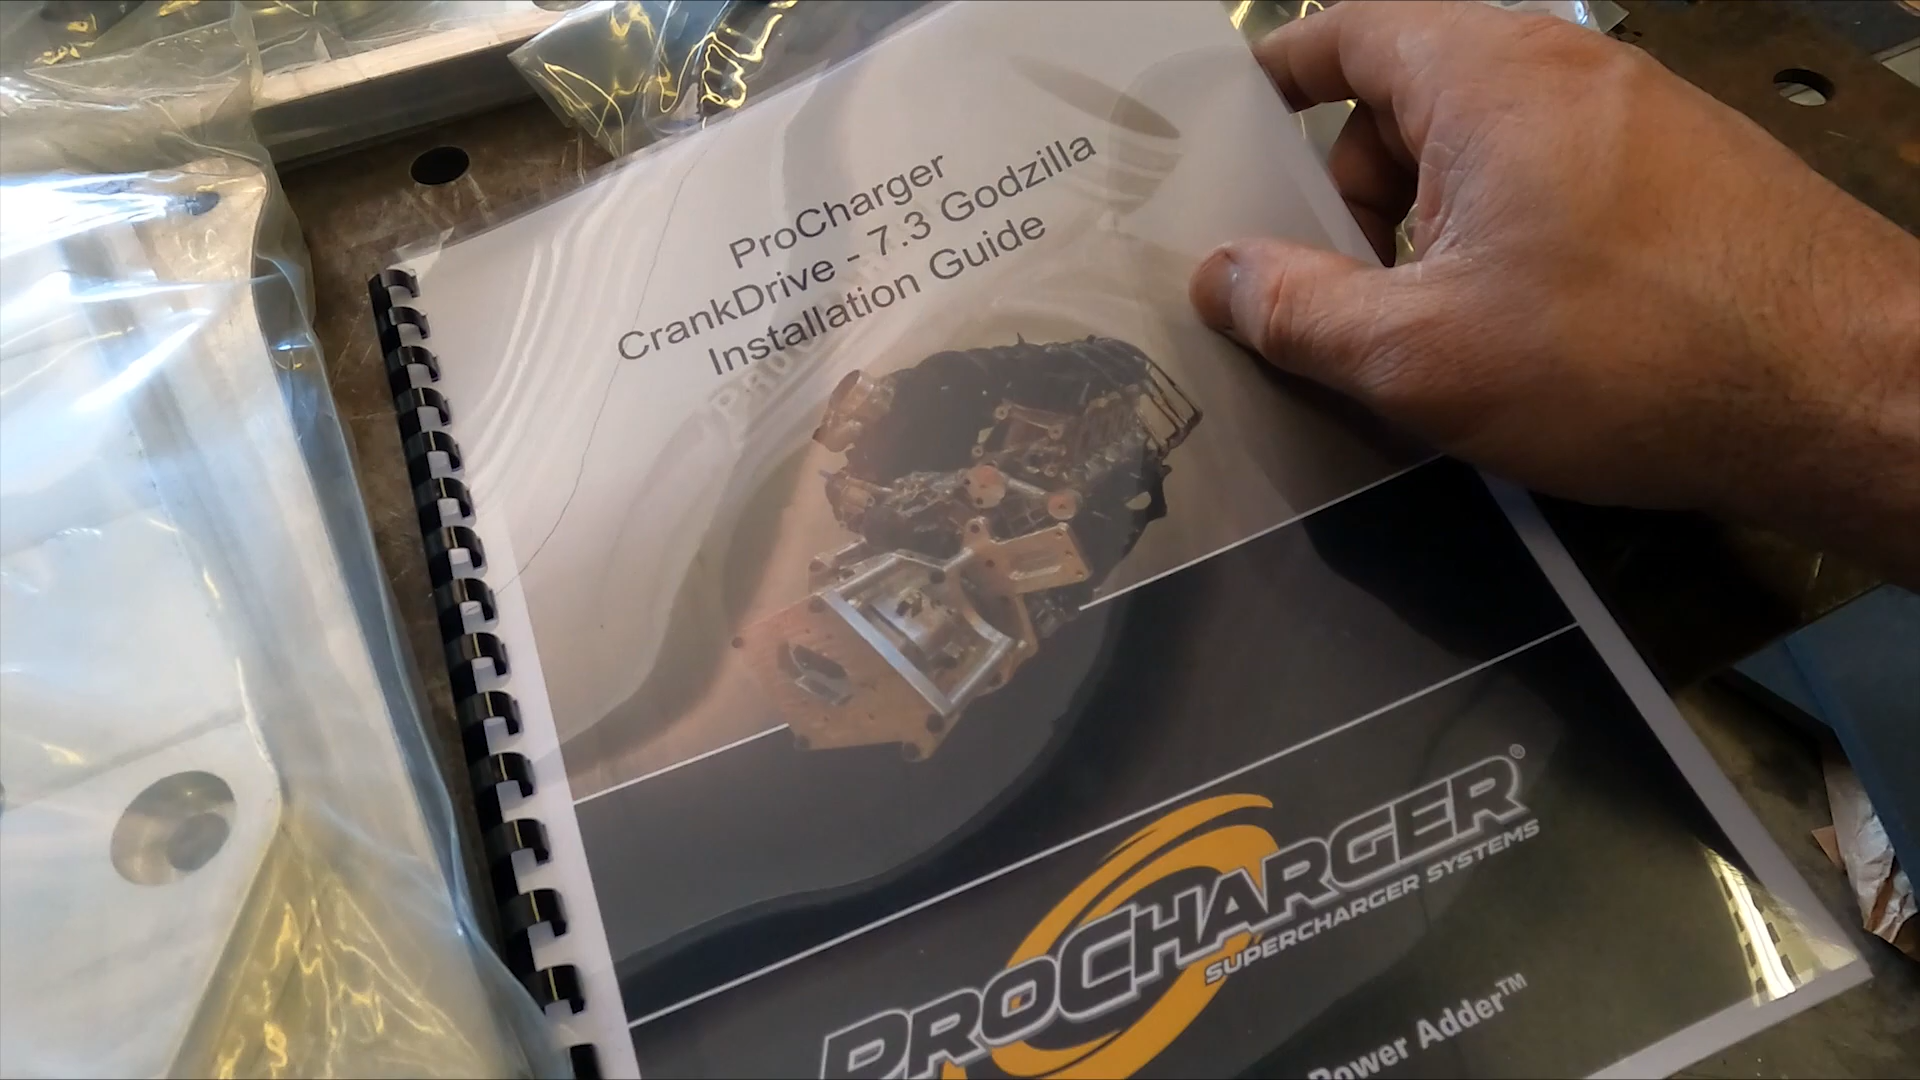 ProCharger
CrankDrive - 7.3 Godzilla
Installation Guide
PROCHARGER®
SUPERCHARGER SYSTEMS
Power Adder™